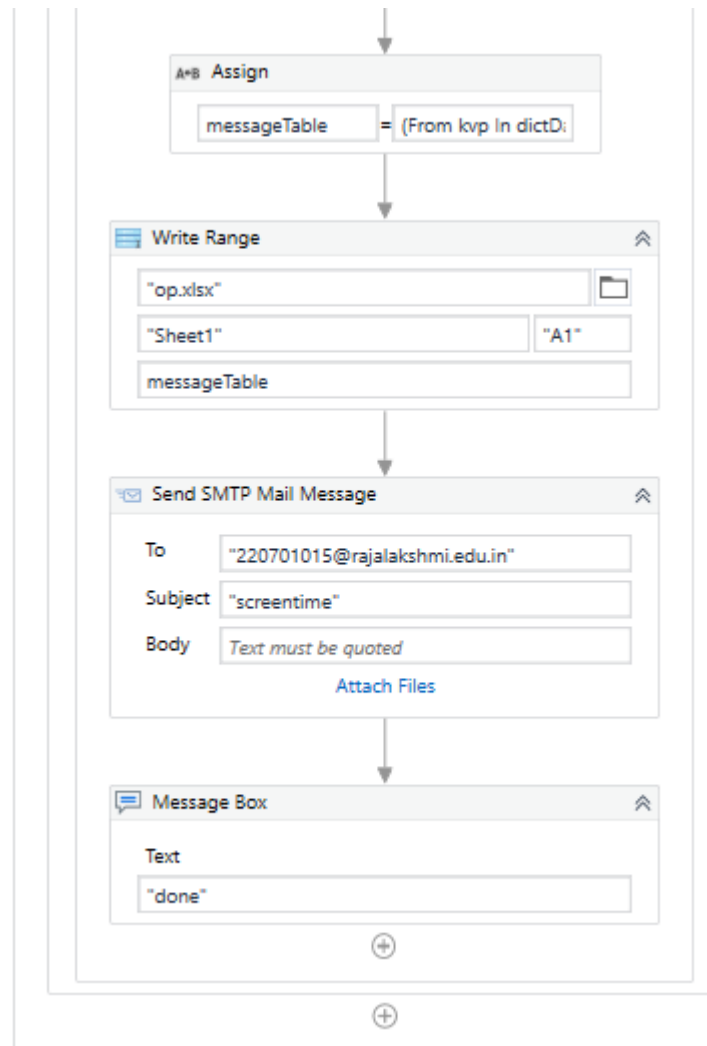 A*B Assign
messageTable = (From kvp In dictDa
Write Range
"op.xlsx"
"Sheet1" "A1"
messageTable
Send SMTP Mail Message
To "220701015@rajalakshmi.edu.in"
Subject "screentime"
Body Text must be quoted
Attach Files
Message Box
Text
"done"